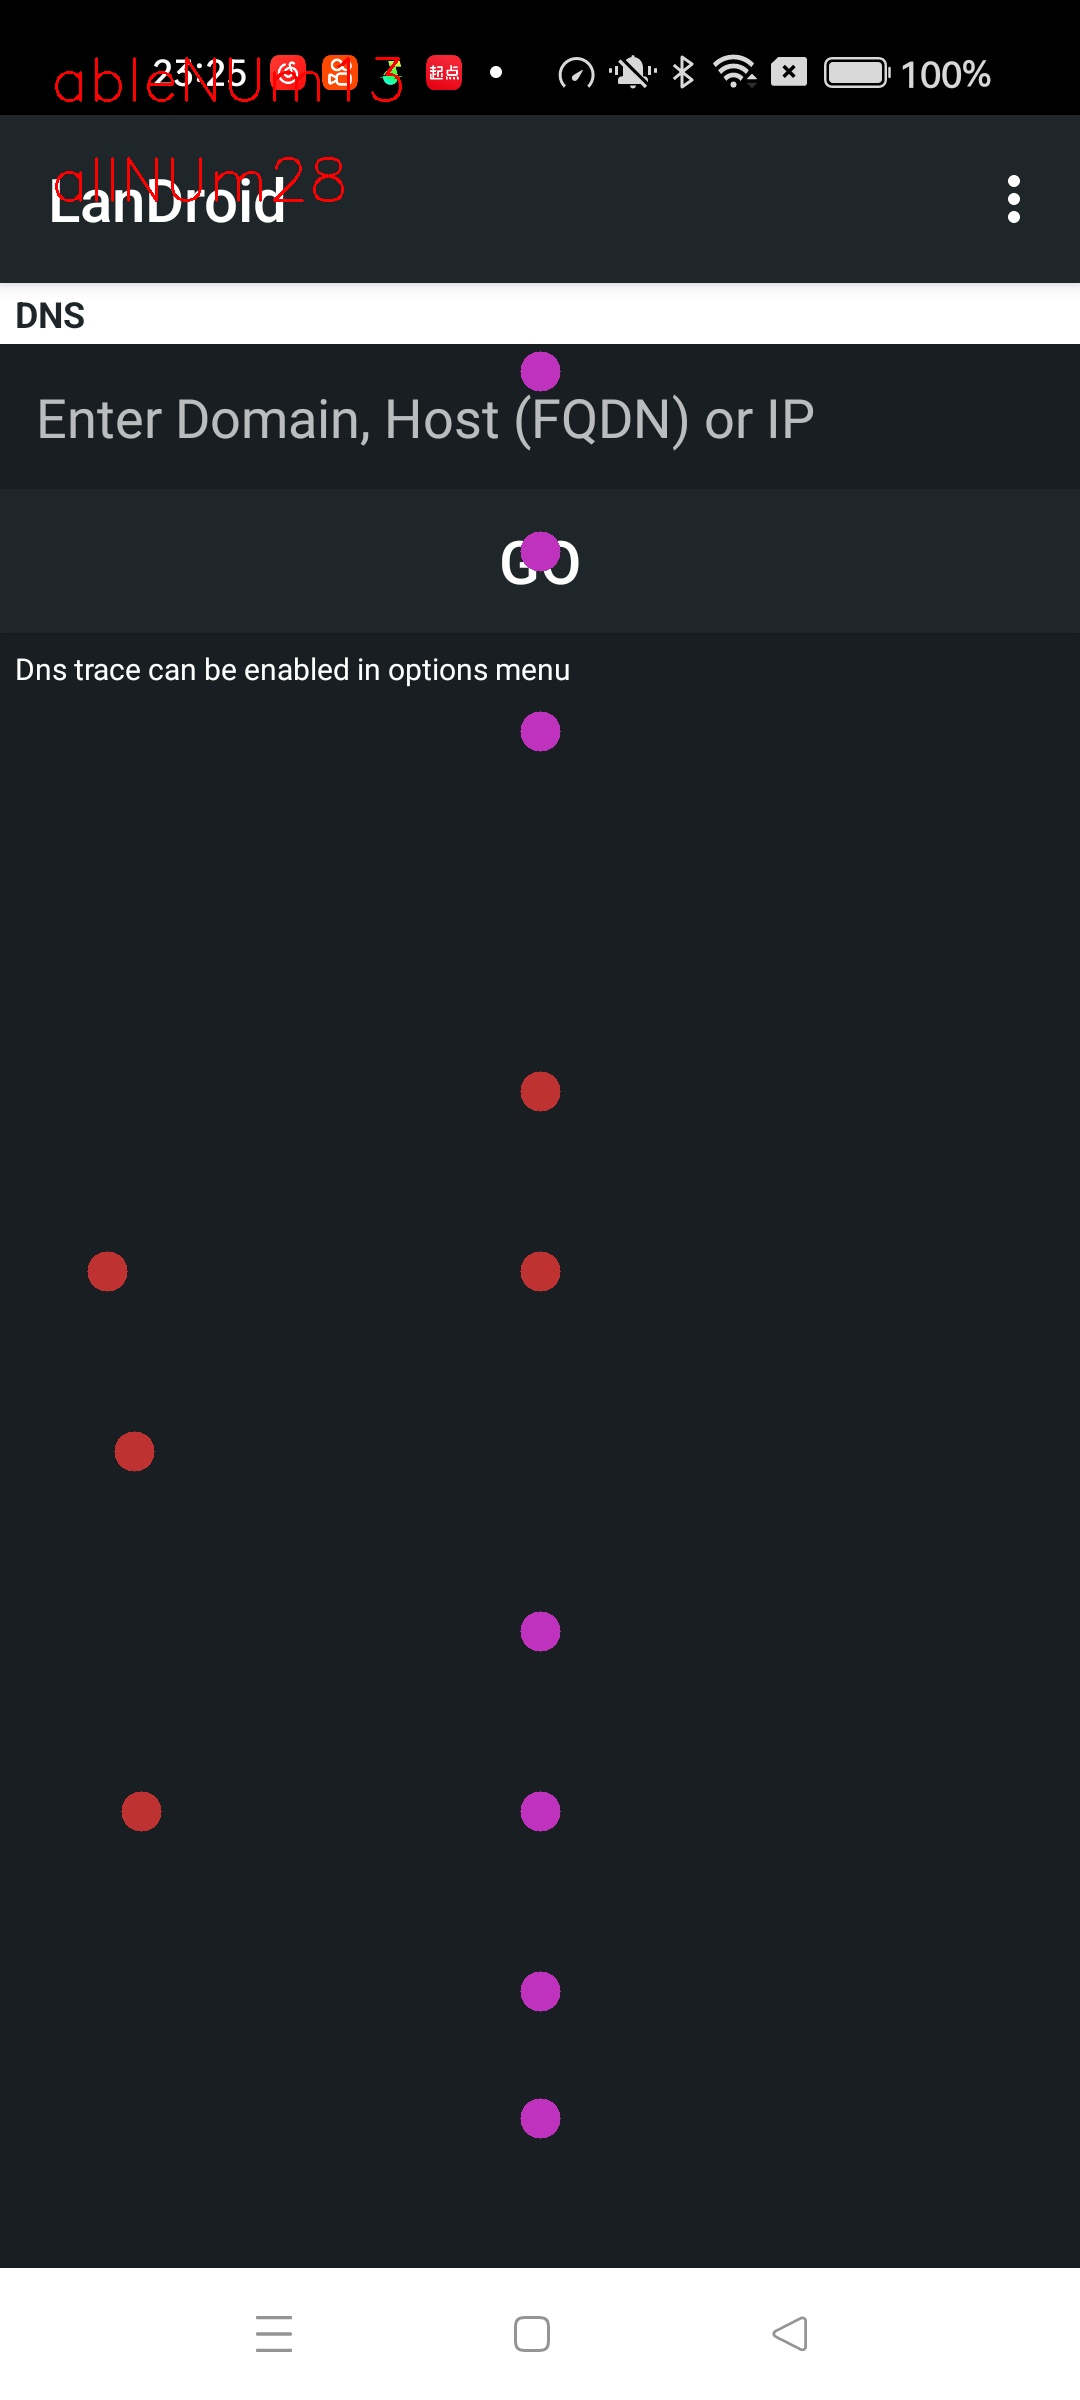 23:25 起点 100%
ableNUm13
allNUm28
LanDroid
DNS
Enter Domain, Host (FQDN) or IP
GO
Dns trace can be enabled in options menu